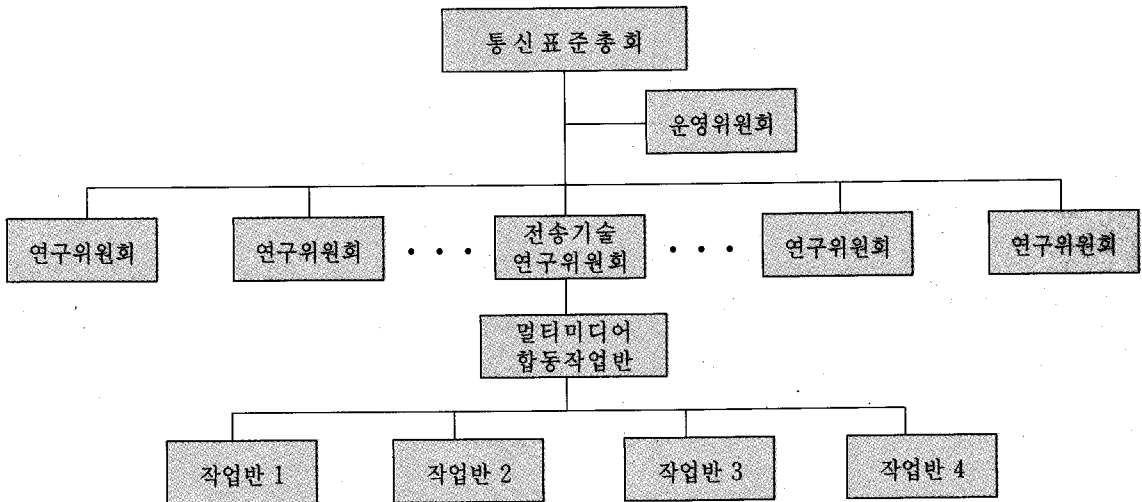 통신표준총회
운영위원회
연구위원회
연구위원회
• • •
전송기술
연구위원회
• • •
연구위원회
연구위원회
멀티미디어
합동작업반
작업반 1
작업반 2
작업반 3
작업반 4